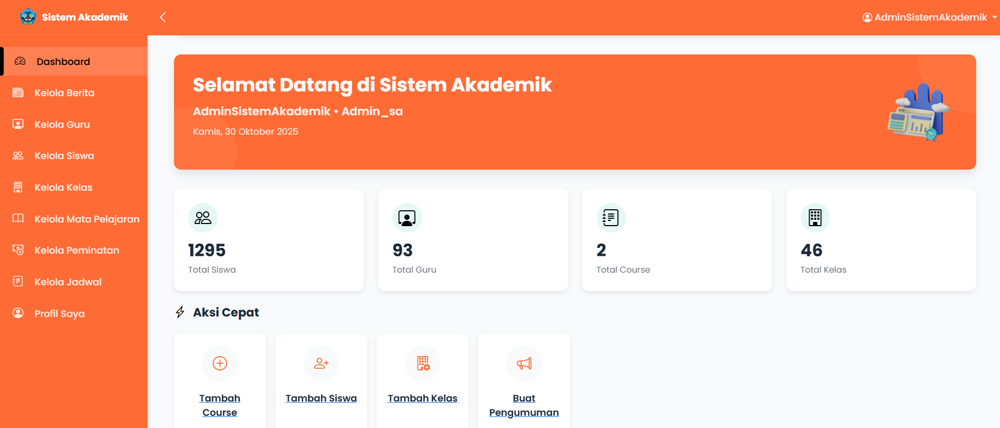 Sistem Akademik
AdminSistemAkademik
Dashboard
Kelola Berita
Kelola Guru
Kelola Siswa
Kelola Kelas
Kelola Mata Pelajaran
Kelola Peminatan
Kelola Jadwal
Profil Saya
Selamat Datang di Sistem Akademik
AdminSistemAkademik • Admin_sa
Kamis, 30 Oktober 2025
1295
Total Siswa
93
Total Guru
2
Total Course
46
Total Kelas
Aksi Cepat
Tambah
Course
Tambah Siswa
Tambah Kelas
Buat
Pengumuman